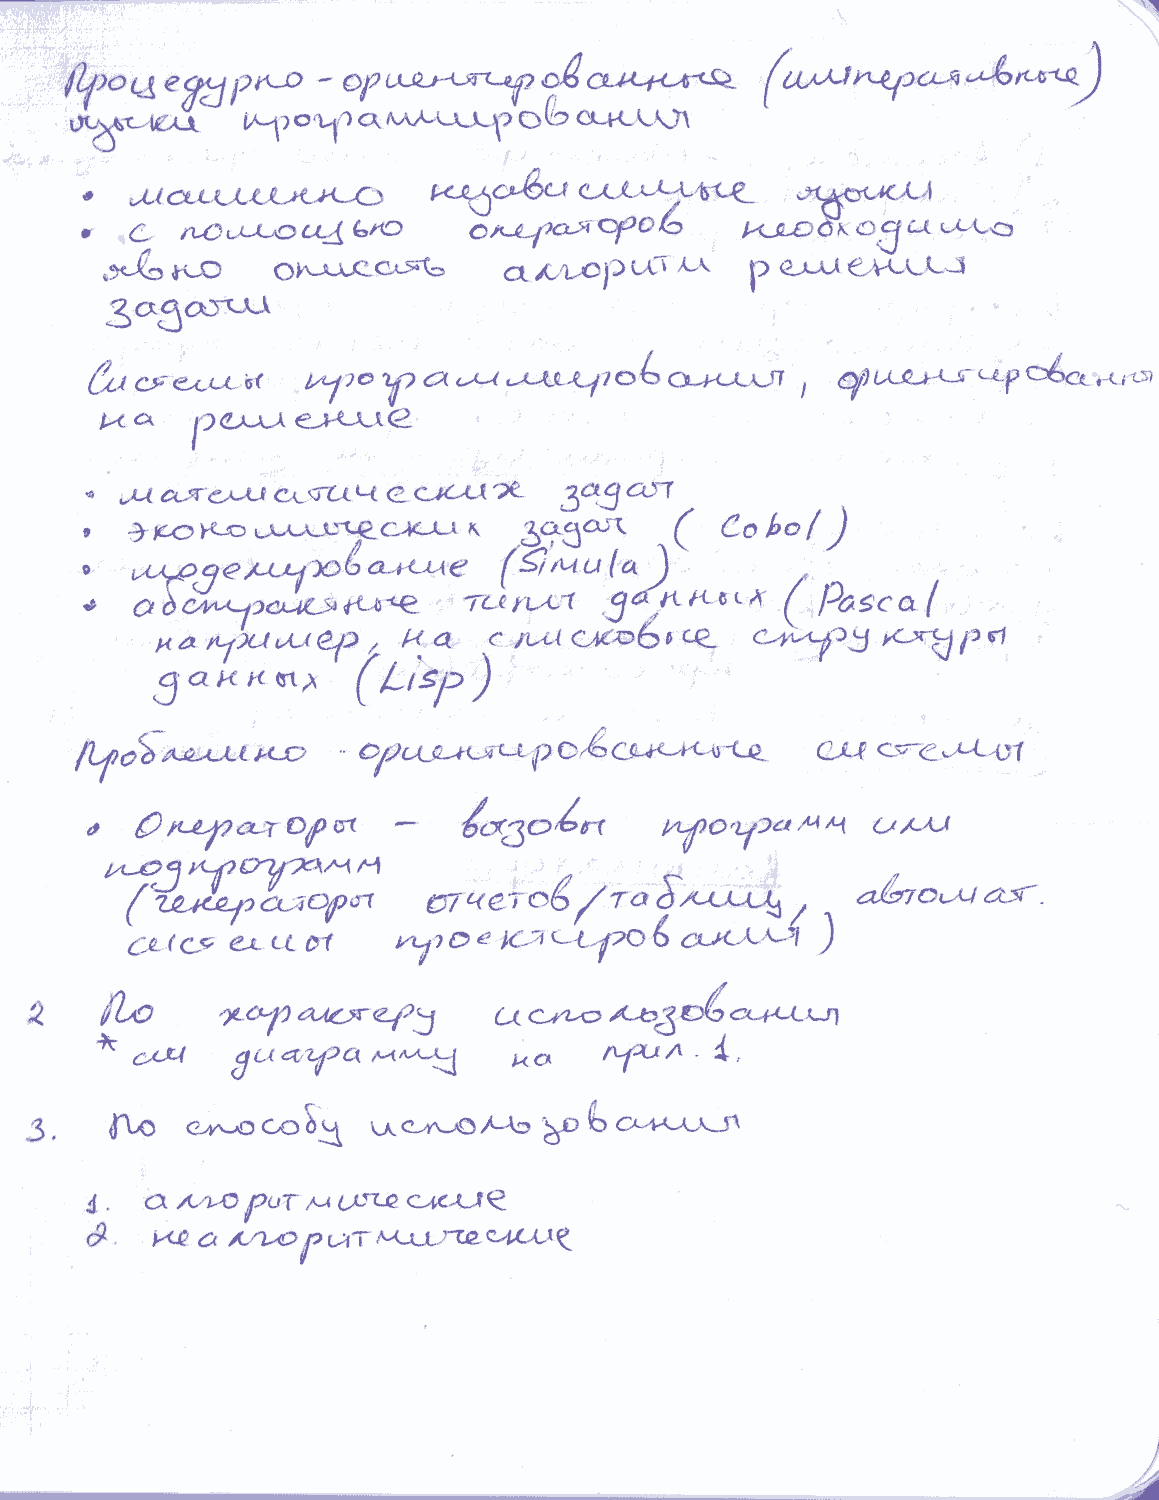 Процедурно-ориентированные (императивные)
языки программирования
• машинно независимые языки
• с помощью операторов необходимо
явно описать алгоритм решения
задачи
Системы программирования, ориентированн
на решение
• математических задач
• экономических задач (Cobol)
• моделирование (Simula)
• абстрактные типы данных (Pascal
например, на списковые структуры
данных (Lisp)
Проблемно-ориентированные системы
• Операторы – вызовы программ или
подпрограмм
(генераторы отчетов/таблиц, автомат.
системы проектирования)
2 По характеру использования
* см диаграмму на прил. 1.
3. По способу использования
1. алгоритмические
2. неалгоритмические